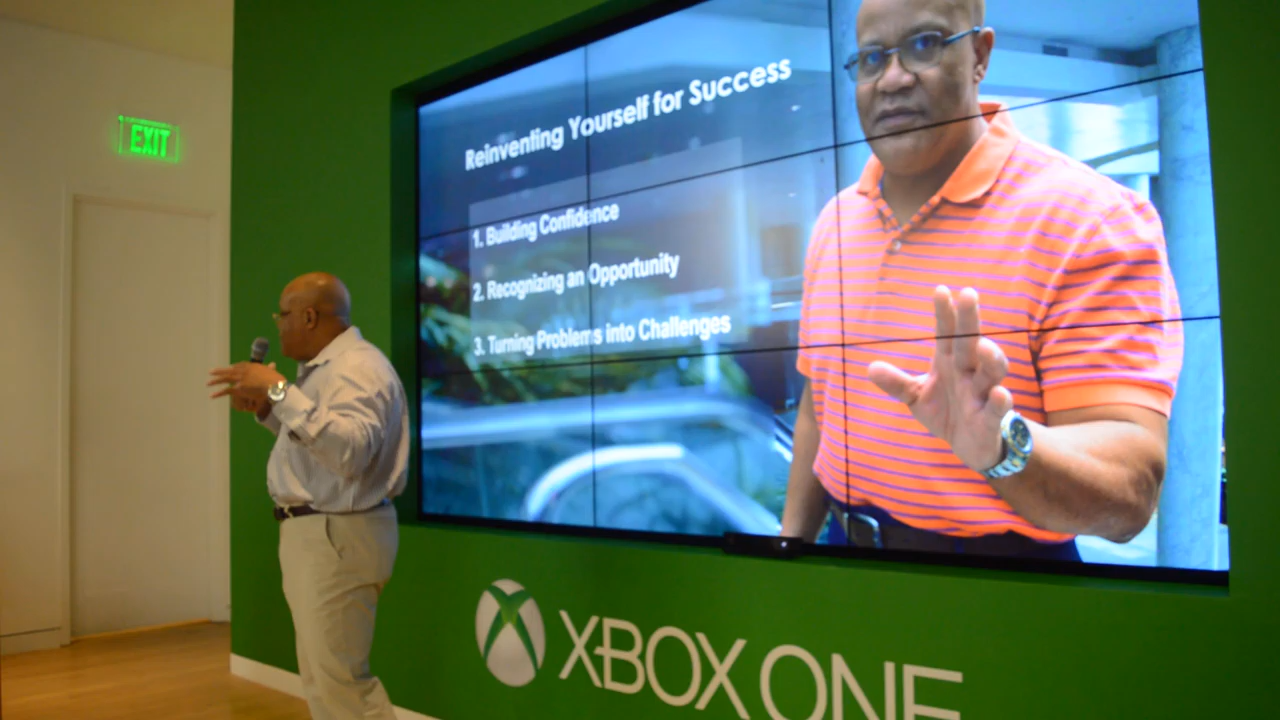 EXIT
Reinventing Yourself for Success
1. Building Confidence
2. Recognizing an Opportunity
3. Turning Problems into Challenges
XBOX ONE